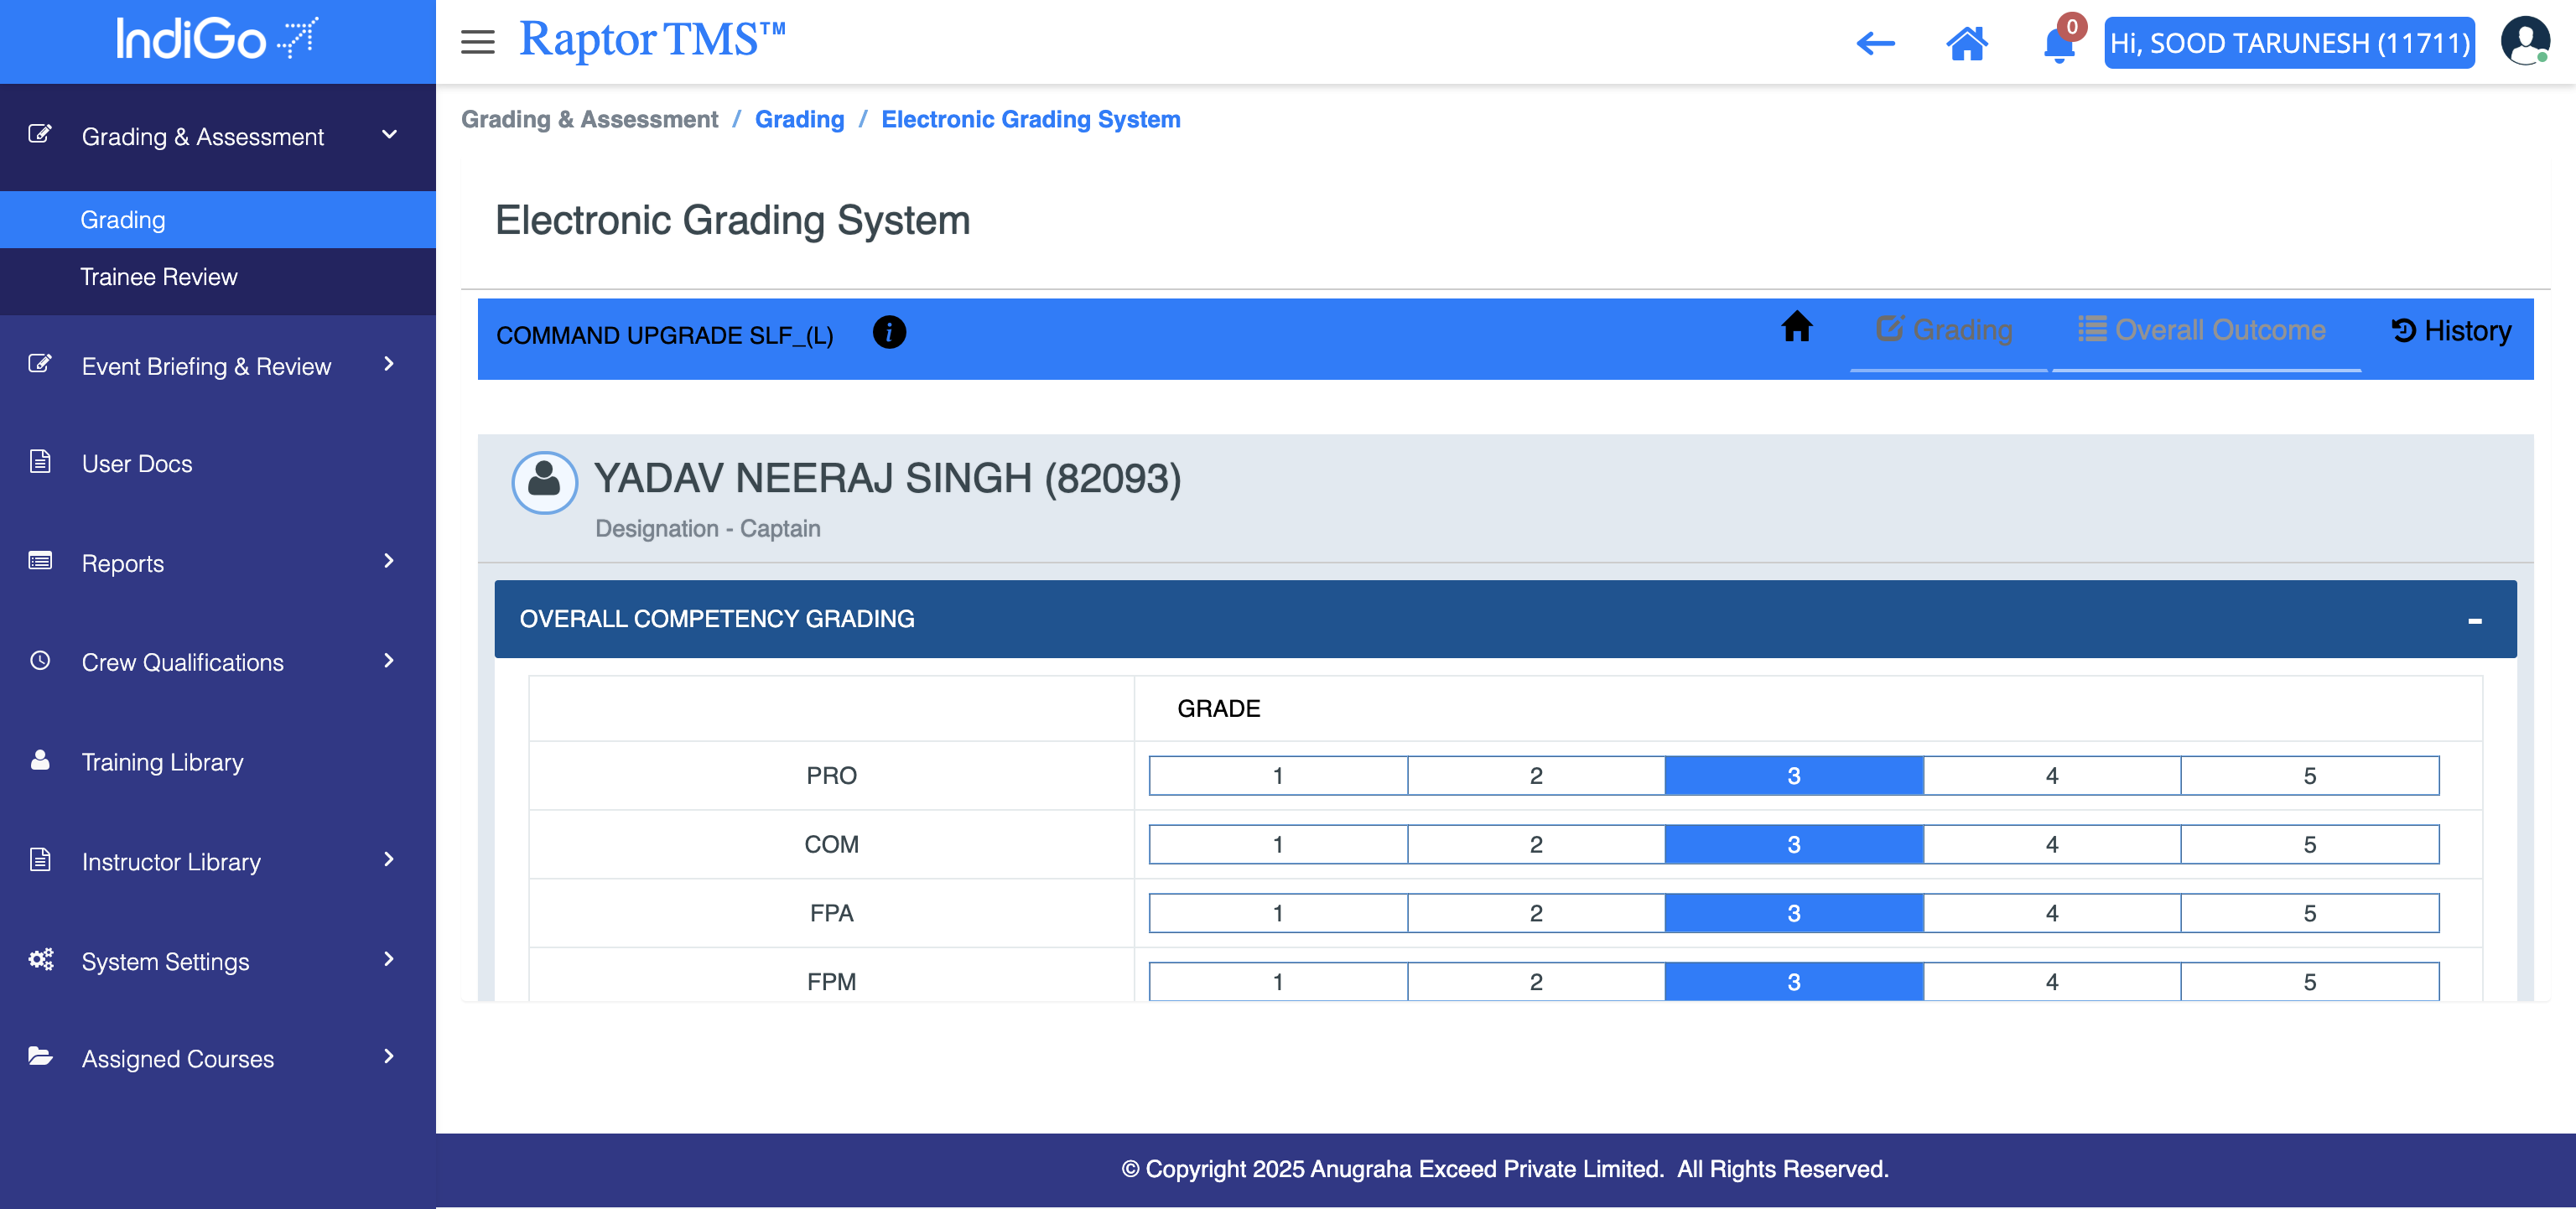 IndiGo
Raptor TMS™
0
Hi, SOOD TARUNESH (11711)
Grading & Assessment
Grading
Trainee Review
Event Briefing & Review
User Docs
Reports
Crew Qualifications
Training Library
Instructor Library
System Settings
Assigned Courses
Grading & Assessment / Grading / Electronic Grading System
Electronic Grading System
COMMAND UPGRADE SLF_(L) i
Grading
Overall Outcome
History
YADAV NEERAJ SINGH (82093)
Designation - Captain
OVERALL COMPETENCY GRADING -
GRADE
PRO 1 2 3 4 5
COM 1 2 3 4 5
FPA 1 2 3 4 5
FPM 1 2 3 4 5
© Copyright 2025 Anugraha Exceed Private Limited. All Rights Reserved.